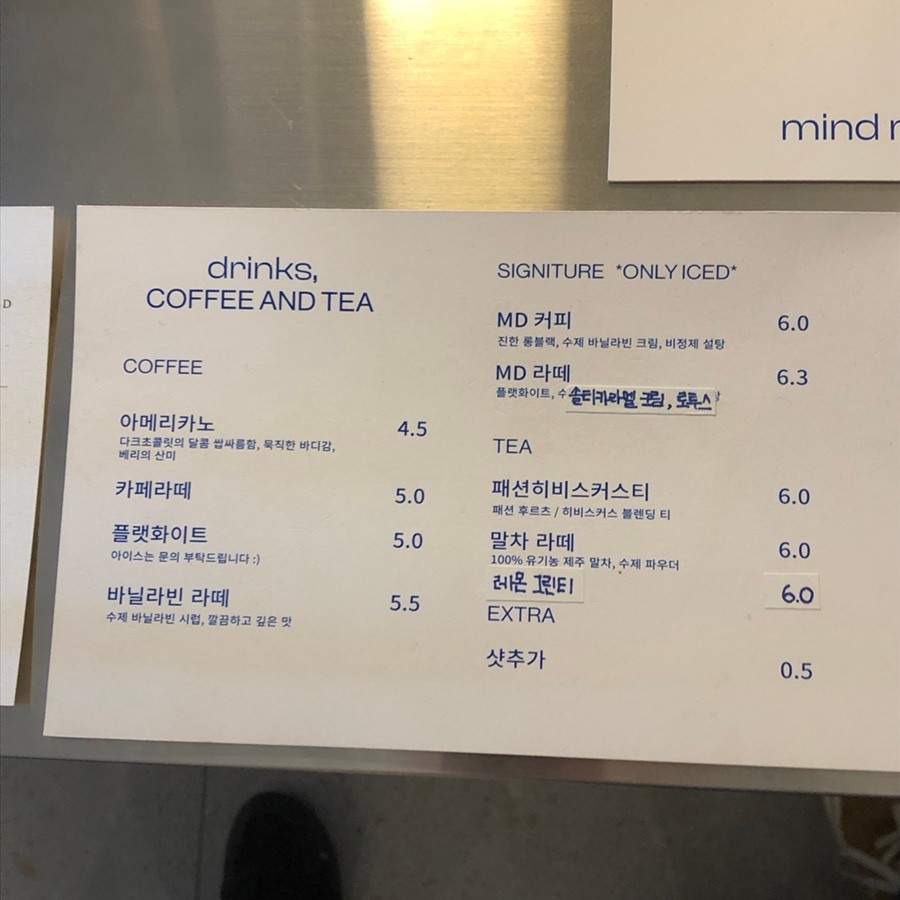 mind
D
drinks,
COFFEE AND TEA
COFFEE
아메리카노 4.5
다크초콜릿의 달콤 쌉싸름함, 묵직한 바디감,
베리의 산미
카페라떼 5.0
플랫화이트 5.0
아이스는 문의 부탁드립니다 :)
바닐라빈 라떼 5.5
수제 바닐라빈 시럽, 깔끔하고 깊은 맛
SIGNITURE *ONLY ICED*
MD 커피 6.0
진한 롱블랙, 수제 바닐라빈 크림, 비정제 설탕
MD 라떼 6.3
플랫화이트, 수 솔티카라멜 크림, 로투스
TEA
패션히비스커스티 6.0
패션 후르츠 / 히비스커스 블렌딩 티
말차 라떼 6.0
100% 유기농 제주 말차, 수제 파우더
레몬 그린티 6.0
EXTRA
샷추가 0.5